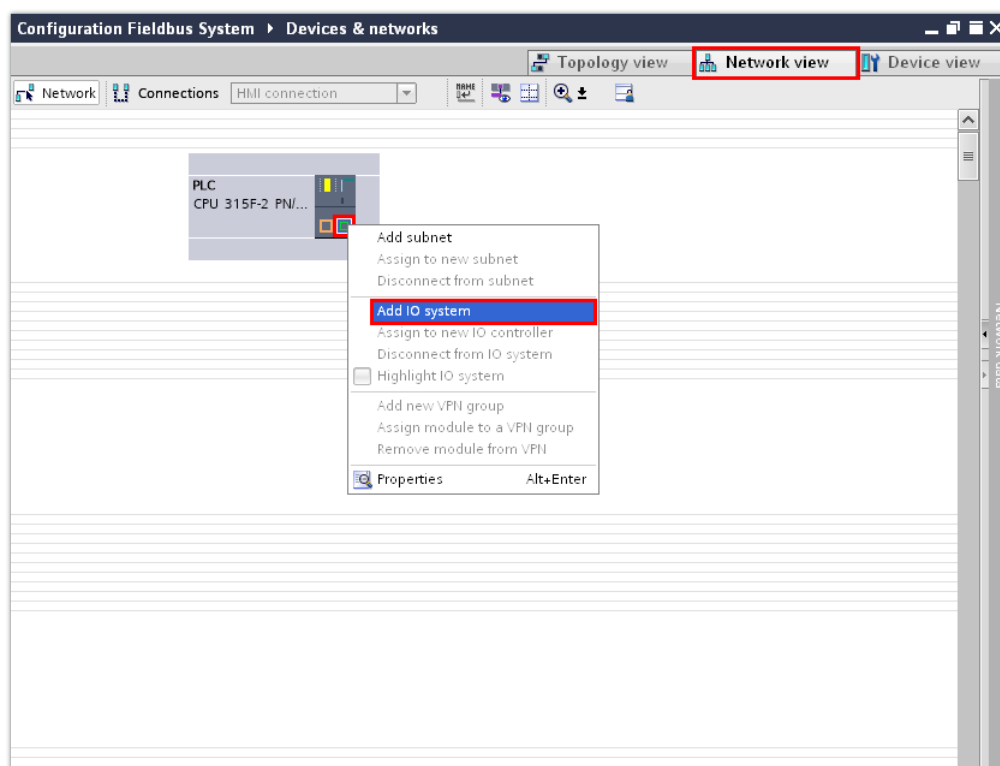 Configuration Fieldbus System ▸ Devices & networks
Topology view Network view Device view
Network Connections HMI connection
NAME
PLC
CPU 315F-2 PN/...
Add subnet
Assign to new subnet
Disconnect from subnet
Add IO system
Assign to new IO controller
Disconnect from IO system
Highlight IO system
Add new VPN group
Assign module to a VPN group
Remove module from VPN
Properties Alt+Enter
Network data